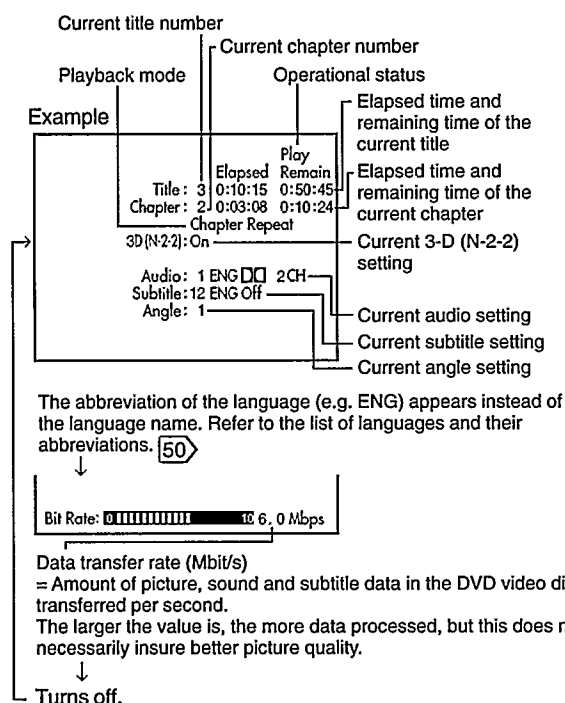 Current title number
Current chapter number
Playback mode
Operational status
Example
Elapsed time and
remaining time of the
current title
Play
Elapsed Remain
Title : 3 0:10:15 0:50:45
Chapter : 2 0:03:08 0:10:24
Elapsed time and
remaining time of the
current chapter
Chapter Repeat
3D(N-2-2): On
Current 3-D (N-2-2)
setting
Audio: 1 ENG 2CH
Subtitle: 12 ENG Off
Angle: 1
Current audio setting
Current subtitle setting
Current angle setting
The abbreviation of the language (e.g. ENG) appears instead of
the language name. Refer to the list of languages and their
abbreviations. 50
Bit Rate: 0 10 6.0 Mbps
Data transfer rate (Mbit/s)
= Amount of picture, sound and subtitle data in the DVD video di
transferred per second.
The larger the value is, the more data processed, but this does n
necessarily insure better picture quality.
Turns off.